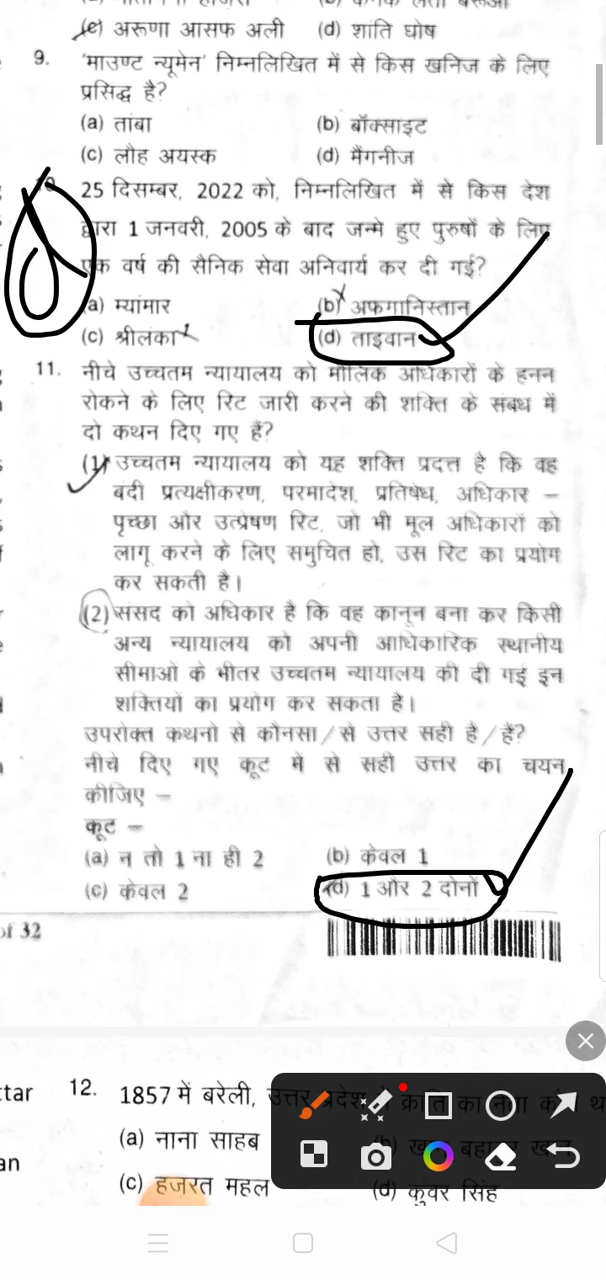 (c) अरूणा आसफ अली (d) शांति घोष
9. 'माउण्ट न्यूमेन' निम्नलिखित में से किस खनिज के लिए
प्रसिद्ध है?
(a) तांबा (b) बॉक्साइट
(c) लौह अयस्क (d) मैंगनीज
25 दिसम्बर, 2022 को, निम्नलिखित में से किस देश
द्वारा 1 जनवरी, 2005 के बाद जन्मे हुए पुरुषों के लिए
एक वर्ष की सैनिक सेवा अनिवार्य कर दी गई?
(a) म्यांमार (b) अफगानिस्तान
(c) श्रीलंका (d) ताइवान
11. नीचे उच्चतम न्यायालय को मौलिक अधिकारों के हनन
रोकने के लिए रिट जारी करने की शक्ति के संबध में
दो कथन दिए गए हैं?
(1) उच्चतम न्यायालय को यह शक्ति प्रदत्त है कि वह
बंदी प्रत्यक्षीकरण, परमादेश, प्रतिषेध, अधिकार –
पृच्छा और उत्प्रेषण रिट, जो भी मूल अधिकारों को
लागू करने के लिए समुचित हो, उस रिट का प्रयोग
कर सकती है।
(2) संसद को अधिकार है कि वह कानून बना कर किसी
अन्य न्यायालय को अपनी आधिकारिक स्थानीय
सीमाओं के भीतर उच्चतम न्यायालय की दी गई इन
शक्तियों का प्रयोग कर सकता है।
उपरोक्त कथनों से कौनसा/से उत्तर सही है/हैं?
नीचे दिए गए कूट में से सही उत्तर का चयन
कीजिए –
कूट –
(a) न तो 1 ना ही 2 (b) केवल 1
(c) केवल 2 (d) 1 और 2 दोनों
of 32
ttar 12. 1857 में बरेली, उत्तर प्रदेश
(a) नाना साहब
an
(c) हजरत महल (d) कुंवर सिंह